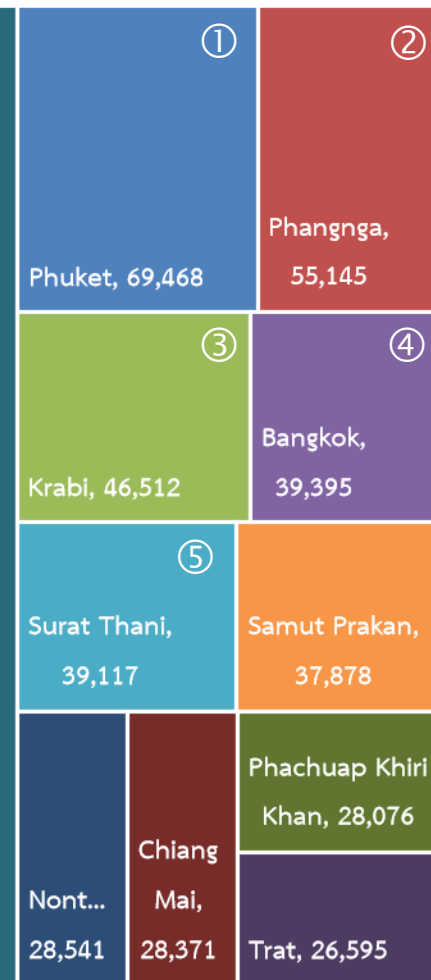 ①
②
Phuket, 69,468
Phangnga,
55,145
③
④
Krabi, 46,512
Bangkok,
39,395
⑤
Surat Thani,
39,117
Samut Prakan,
37,878
Nont...
28,541
Chiang
Mai,
28,371
Phachuap Khiri
Khan, 28,076
Trat, 26,595